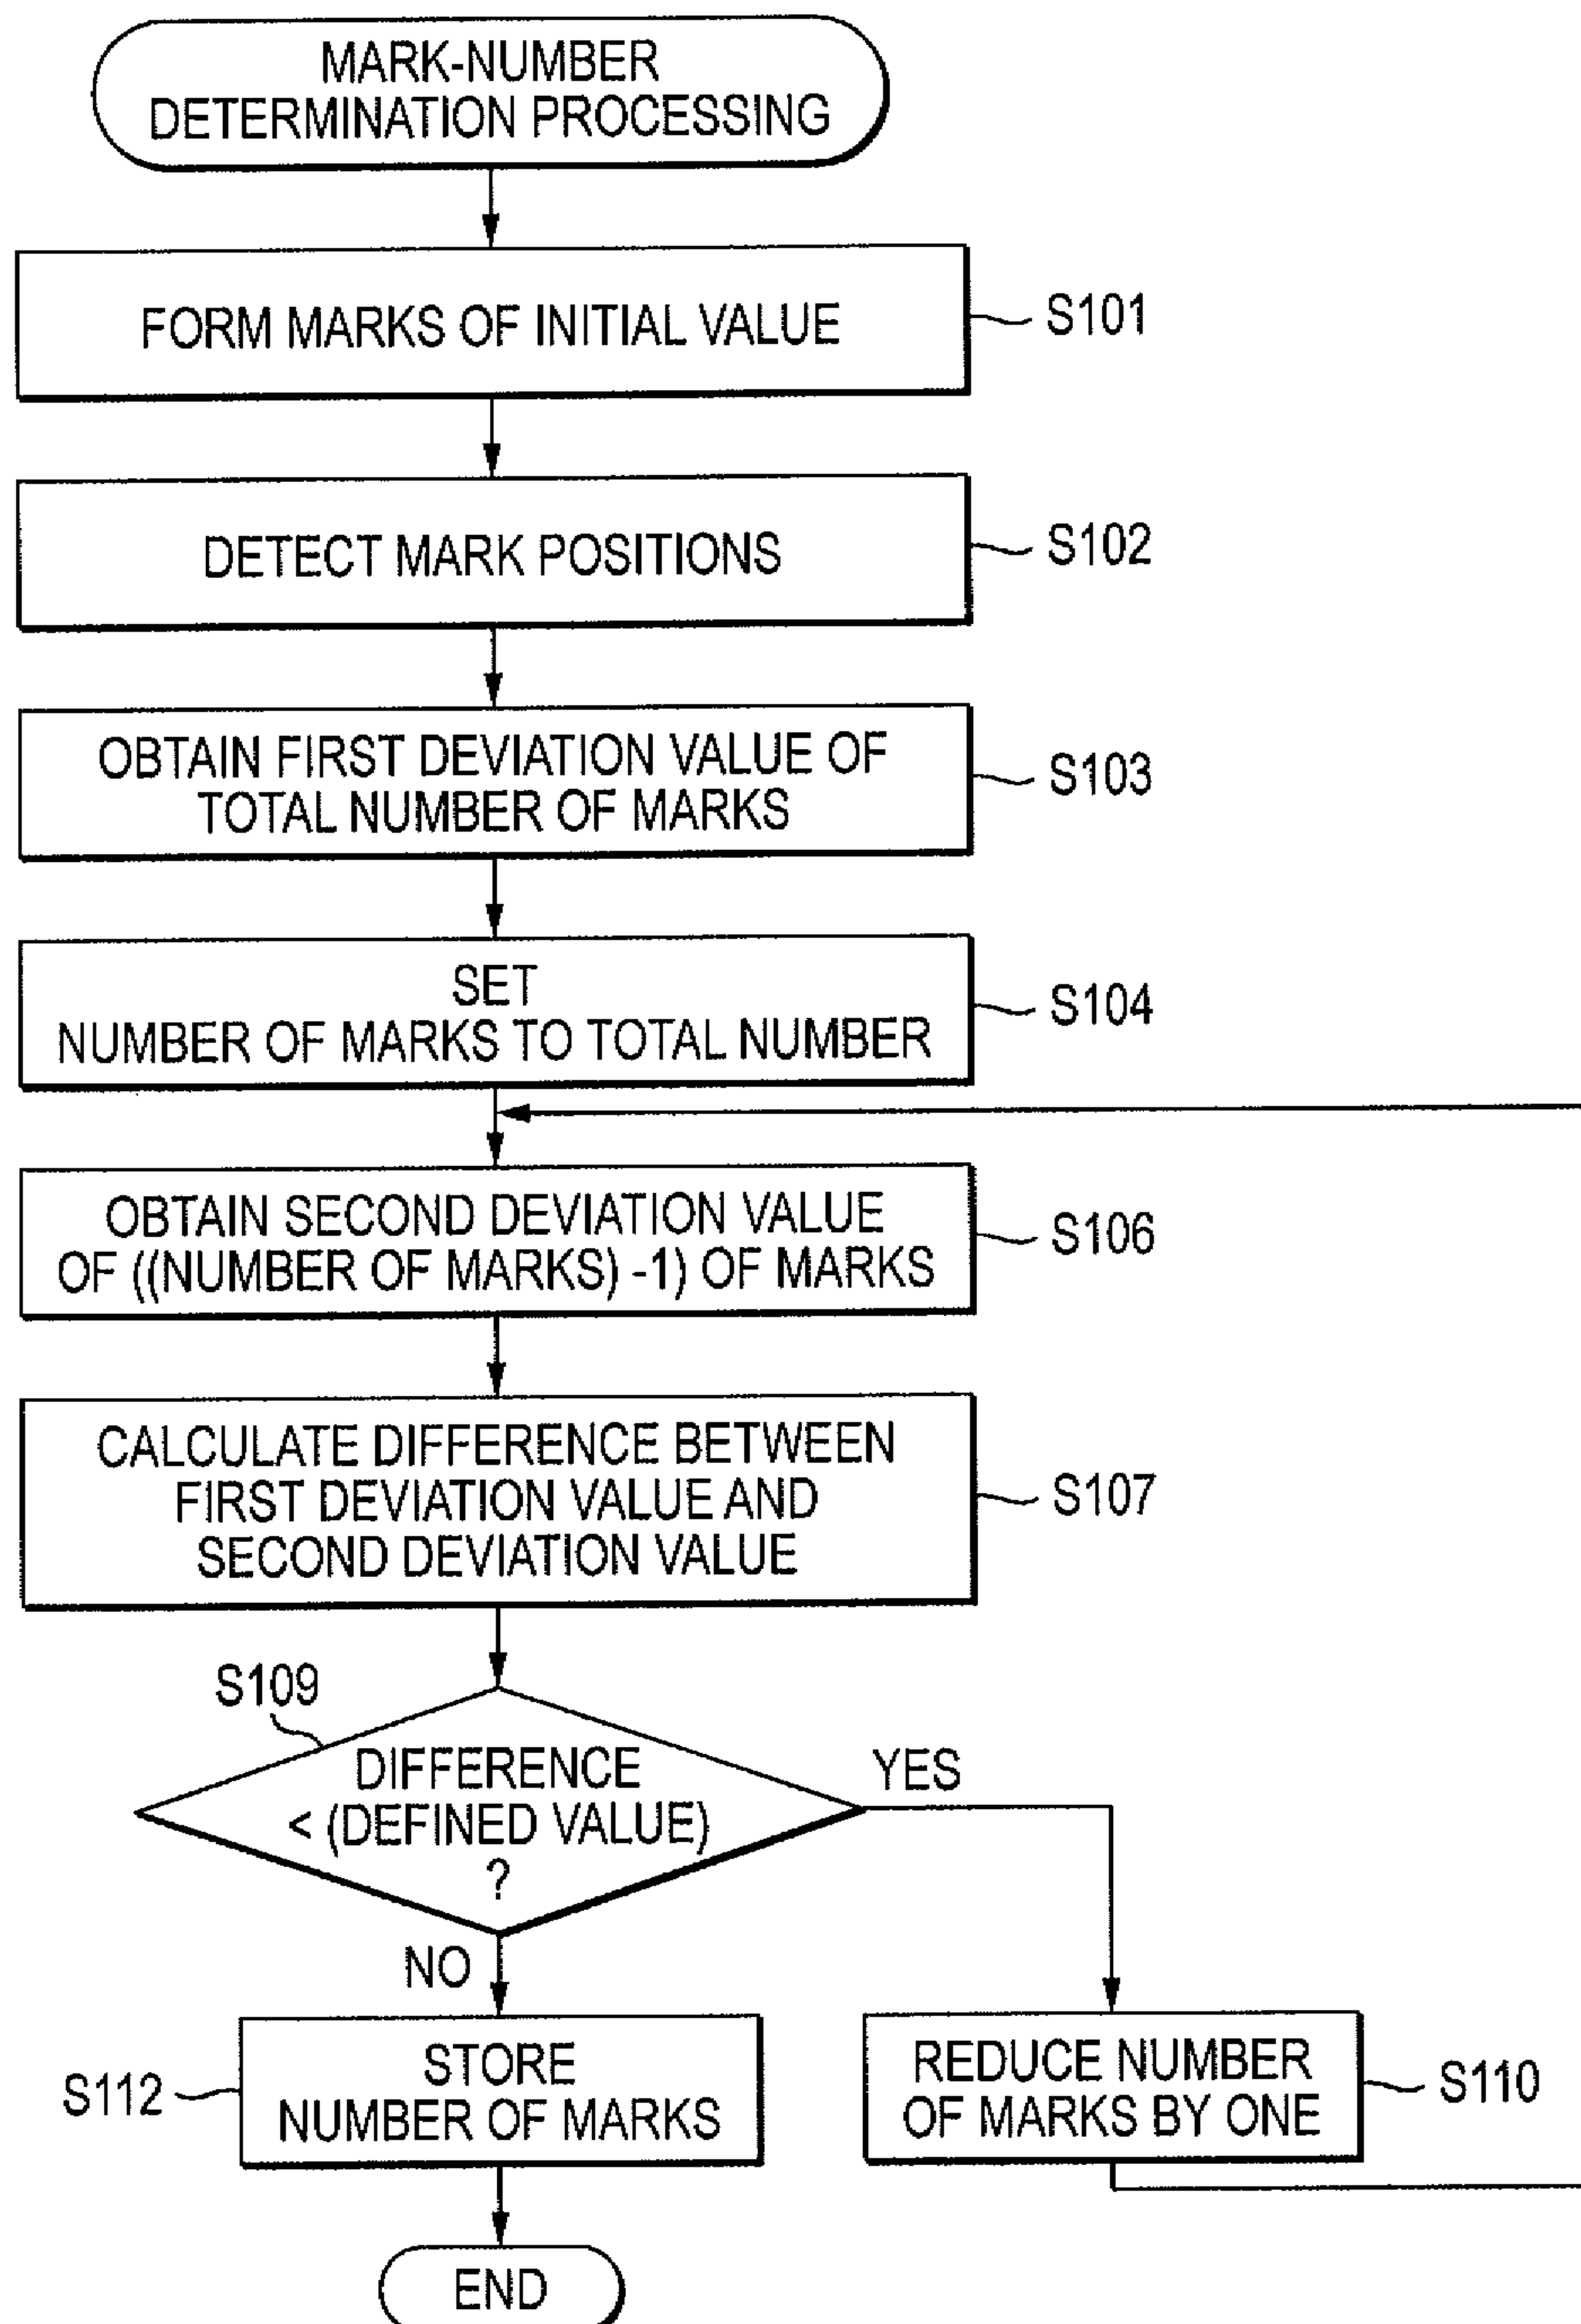 MARK-NUMBER
DETERMINATION PROCESSING
FORM MARKS OF INITIAL VALUE
S101
DETECT MARK POSITIONS
S102
OBTAIN FIRST DEVIATION VALUE OF
TOTAL NUMBER OF MARKS
S103
SET
NUMBER OF MARKS TO TOTAL NUMBER
S104
OBTAIN SECOND DEVIATION VALUE
OF ((NUMBER OF MARKS) -1) OF MARKS
S106
CALCULATE DIFFERENCE BETWEEN
FIRST DEVIATION VALUE AND
SECOND DEVIATION VALUE
S107
S109
DIFFERENCE
< (DEFINED VALUE)
?
YES
NO
STORE
NUMBER OF MARKS
S112
REDUCE NUMBER
OF MARKS BY ONE
S110
END